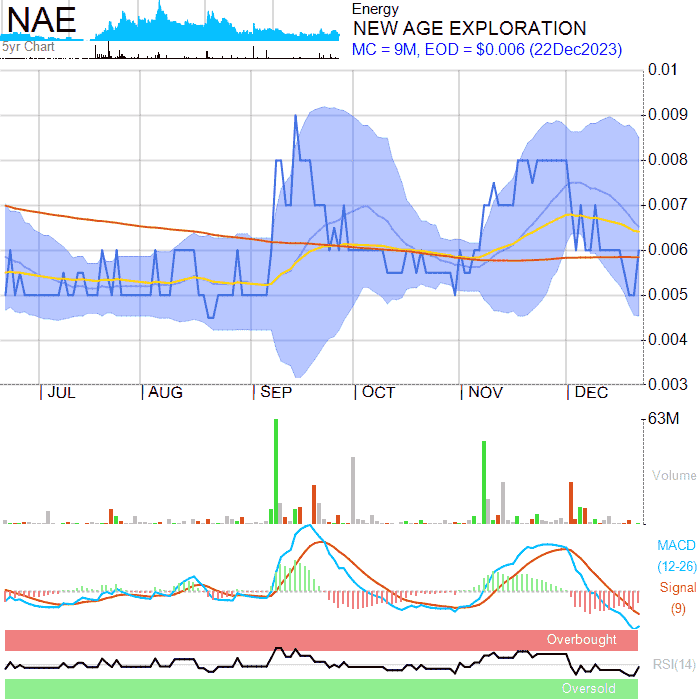 NAE
5yr Chart
Energy
NEW AGE EXPLORATION
MC = 9M, EOD = $0.006 (22Dec2023)
0.01
0.009
0.008
0.007
0.006
0.005
0.004
0.003
JUL AUG SEP OCT NOV DEC
63M
Volume
MACD
(12-26)
Signal
(9)
Overbought
RSI(14)
Oversold